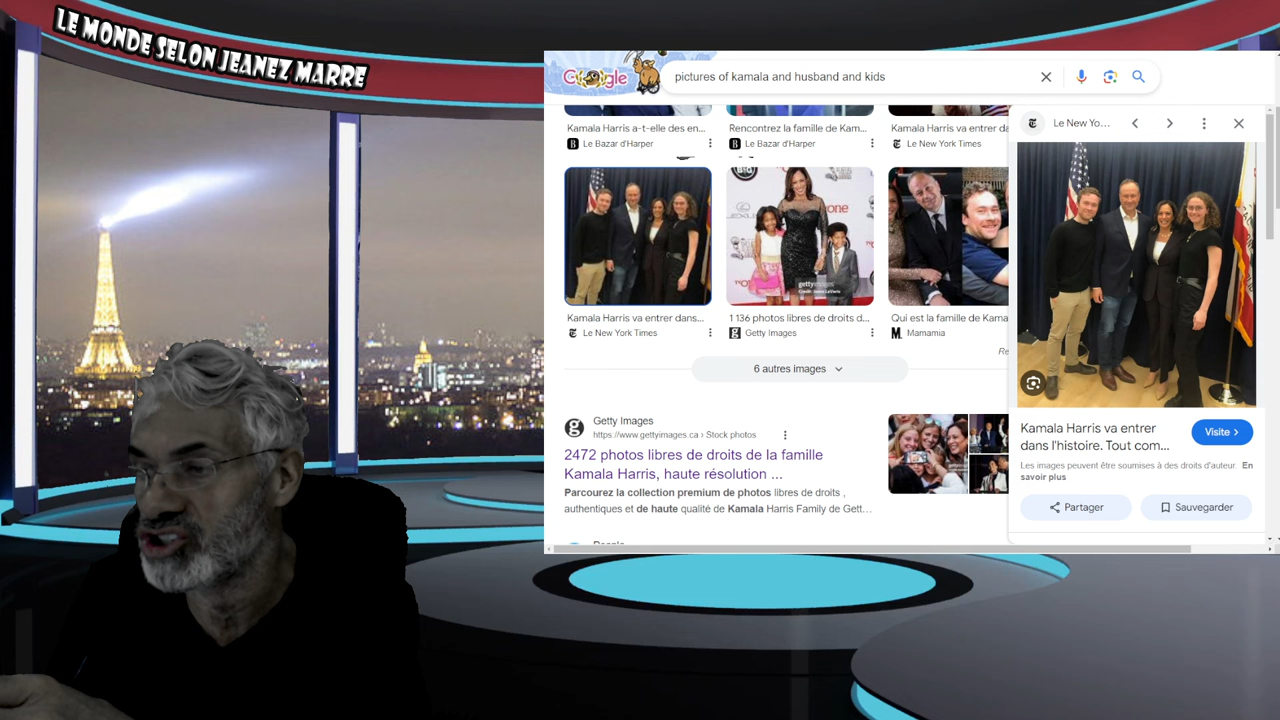 LE MONDE SELON JEANEZ MARRE
Google
pictures of kamala and husband and kids
Kamala Harris a-t-elle des en...
Le Bazar d'Harper
Rencontrez la famille de Kam...
Le Bazar d'Harper
Kamala Harris va entrer da
Le New York Times
Le New Yo...
Kamala Harris va entrer dans...
Le New York Times
1 136 photos libres de droits d...
Getty Images
gettyimages
Qui est la famille de Kama
Mamamia
Re
6 autres images
Getty Images
https://www.gettyimages.ca › Stock photos
2472 photos libres de droits de la famille
Kamala Harris, haute résolution ...
Parcourez la collection premium de photos libres de droits ,
authentiques et de haute qualité de Kamala Harris Family de Gett...
Kamala Harris va entrer
dans l'histoire. Tout com...
Visite
Les images peuvent être soumises à des droits d'auteur. En
savoir plus
Partager
Sauvegarder